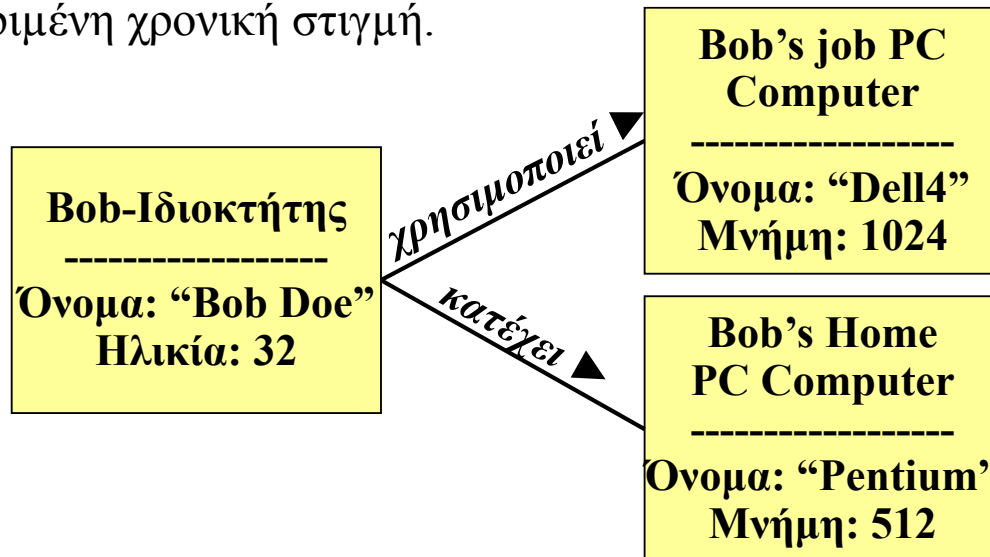 χρονική στιγμή.
Bob-Ιδιοκτήτης
------------------
Όνομα: “Bob Doe”
Ηλικία: 32
χρησιμοποιεί ▶
κατέχει ▶
Bob’s job PC
Computer
------------------
Όνομα: “Dell4”
Μνήμη: 1024
Bob’s Home
PC Computer
------------------
Όνομα: “Pentium’
Μνήμη: 512